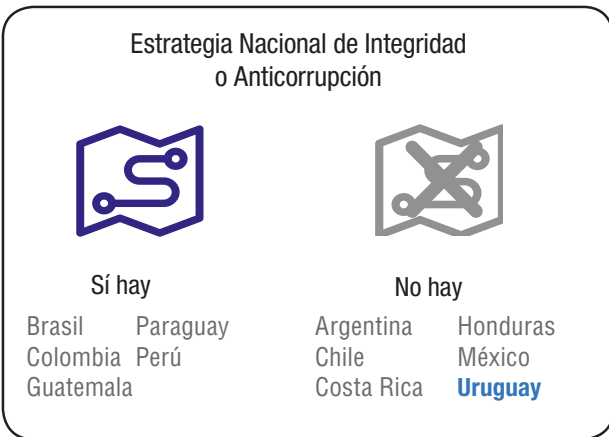 Estrategia Nacional de Integridad
o Anticorrupción
Sí hay
Brasil Paraguay
Colombia Perú
Guatemala
No hay
Argentina Honduras
Chile México
Costa Rica Uruguay